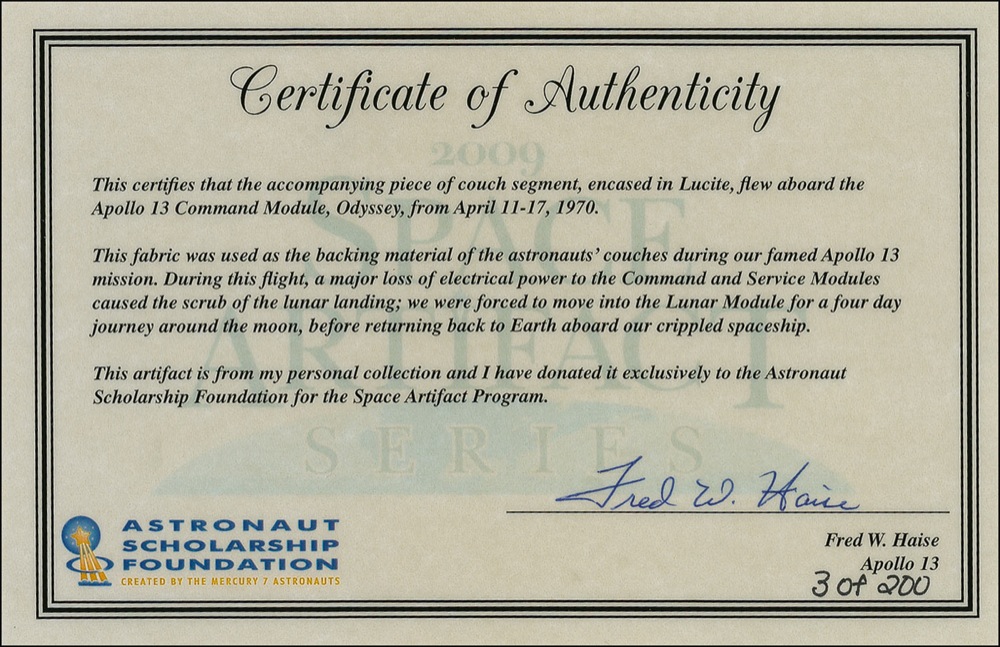 Certificate of Authenticity
2009
SPACE
ARTIFACT
SERIES
This certifies that the accompanying piece of couch segment, encased in Lucite, flew aboard the
Apollo 13 Command Module, Odyssey, from April 11-17, 1970.
This fabric was used as the backing material of the astronauts' couches during our famed Apollo 13
mission. During this flight, a major loss of electrical power to the Command and Service Modules
caused the scrub of the lunar landing; we were forced to move into the Lunar Module for a four day
journey around the moon, before returning back to Earth aboard our crippled spaceship.
This artifact is from my personal collection and I have donated it exclusively to the Astronaut
Scholarship Foundation for the Space Artifact Program.
Fred W. Haise
ASTRONAUT
SCHOLARSHIP
FOUNDATION
CREATED BY THE MERCURY 7 ASTRONAUTS
Fred W. Haise
Apollo 13
3 of 200